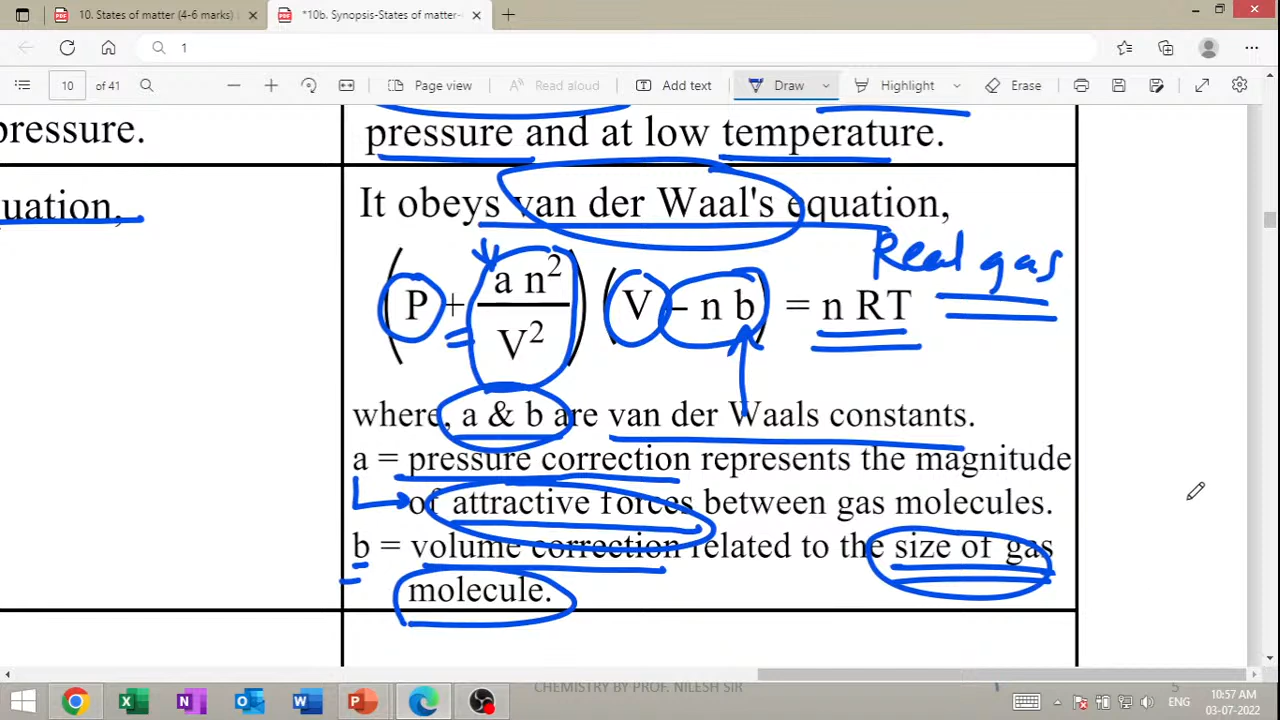 10. States of matter (4-6 marks)
*10b. Synopsis-States of matter-
1
10 of 41
Page view
Read aloud
Add text
Draw
Highlight
Erase
pressure.
pressure and at low temperature.
uation,
It obeys van der Waal's equation,
Real gas
(P + a n² / V²) (V – n b) = n RT
where, a & b are van der Waals constants.
a = pressure correction represents the magnitude
of attractive forces between gas molecules.
b = volume correction related to the size of gas
molecule.
CHEMISTRY BY PROF. NILESH SIR
5
ENG
10:57 AM
03-07-2022